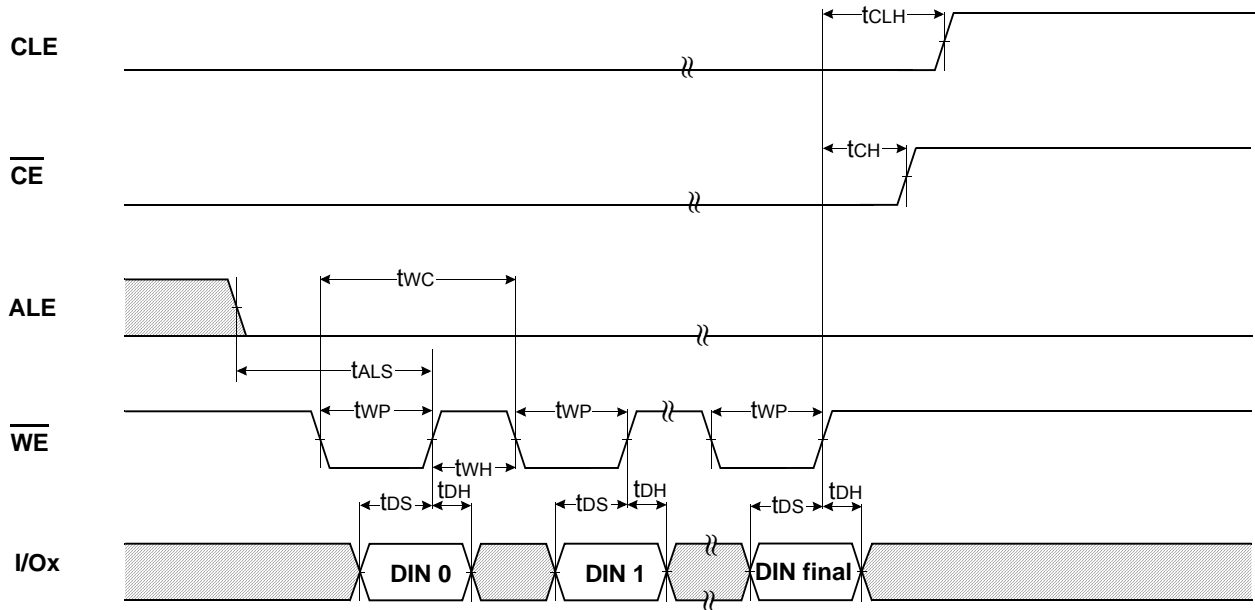 tCLH
CLE
tCH
CE
tWC
ALE
tALS
tWP tWP tWP
WE
tWH
tDS tDH tDS tDH tDS tDH
I/Ox DIN 0 DIN 1 DIN final